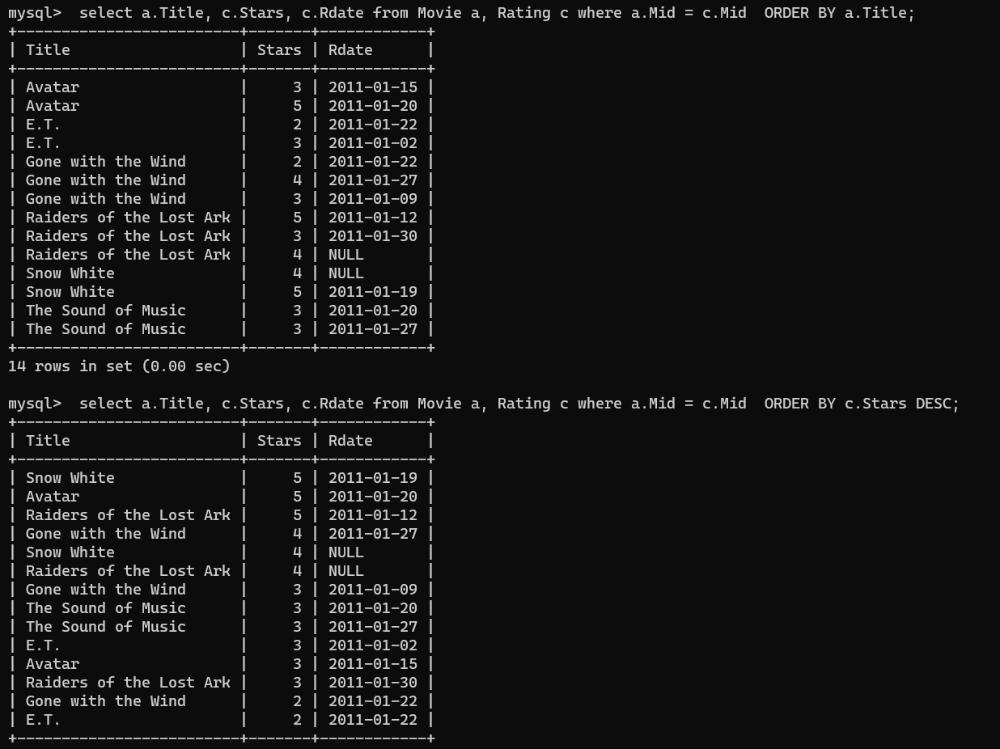 mysql>  select a.Title, c.Stars, c.Rdate from Movie a, Rating c where a.Mid = c.Mid  ORDER BY a.Title;
+-------------------------+-------+------------+
| Title                   | Stars | Rdate      |
+-------------------------+-------+------------+
| Avatar                  |     3 | 2011-01-15 |
| Avatar                  |     5 | 2011-01-20 |
| E.T.                    |     2 | 2011-01-22 |
| E.T.                    |     3 | 2011-01-02 |
| Gone with the Wind      |     2 | 2011-01-22 |
| Gone with the Wind      |     4 | 2011-01-27 |
| Gone with the Wind      |     3 | 2011-01-09 |
| Raiders of the Lost Ark |     5 | 2011-01-12 |
| Raiders of the Lost Ark |     3 | 2011-01-30 |
| Raiders of the Lost Ark |     4 | NULL       |
| Snow White              |     4 | NULL       |
| Snow White              |     5 | 2011-01-19 |
| The Sound of Music      |     3 | 2011-01-20 |
| The Sound of Music      |     3 | 2011-01-27 |
+-------------------------+-------+------------+
14 rows in set (0.00 sec)

mysql>  select a.Title, c.Stars, c.Rdate from Movie a, Rating c where a.Mid = c.Mid  ORDER BY c.Stars DESC;
+-------------------------+-------+------------+
| Title                   | Stars | Rdate      |
+-------------------------+-------+------------+
| Snow White              |     5 | 2011-01-19 |
| Avatar                  |     5 | 2011-01-20 |
| Raiders of the Lost Ark |     5 | 2011-01-12 |
| Gone with the Wind      |     4 | 2011-01-27 |
| Snow White              |     4 | NULL       |
| Raiders of the Lost Ark |     4 | NULL       |
| Gone with the Wind      |     3 | 2011-01-09 |
| The Sound of Music      |     3 | 2011-01-20 |
| The Sound of Music      |     3 | 2011-01-27 |
| E.T.                    |     3 | 2011-01-02 |
| Avatar                  |     3 | 2011-01-15 |
| Raiders of the Lost Ark |     3 | 2011-01-30 |
| Gone with the Wind      |     2 | 2011-01-22 |
| E.T.                    |     2 | 2011-01-22 |
+-------------------------+-------+------------+